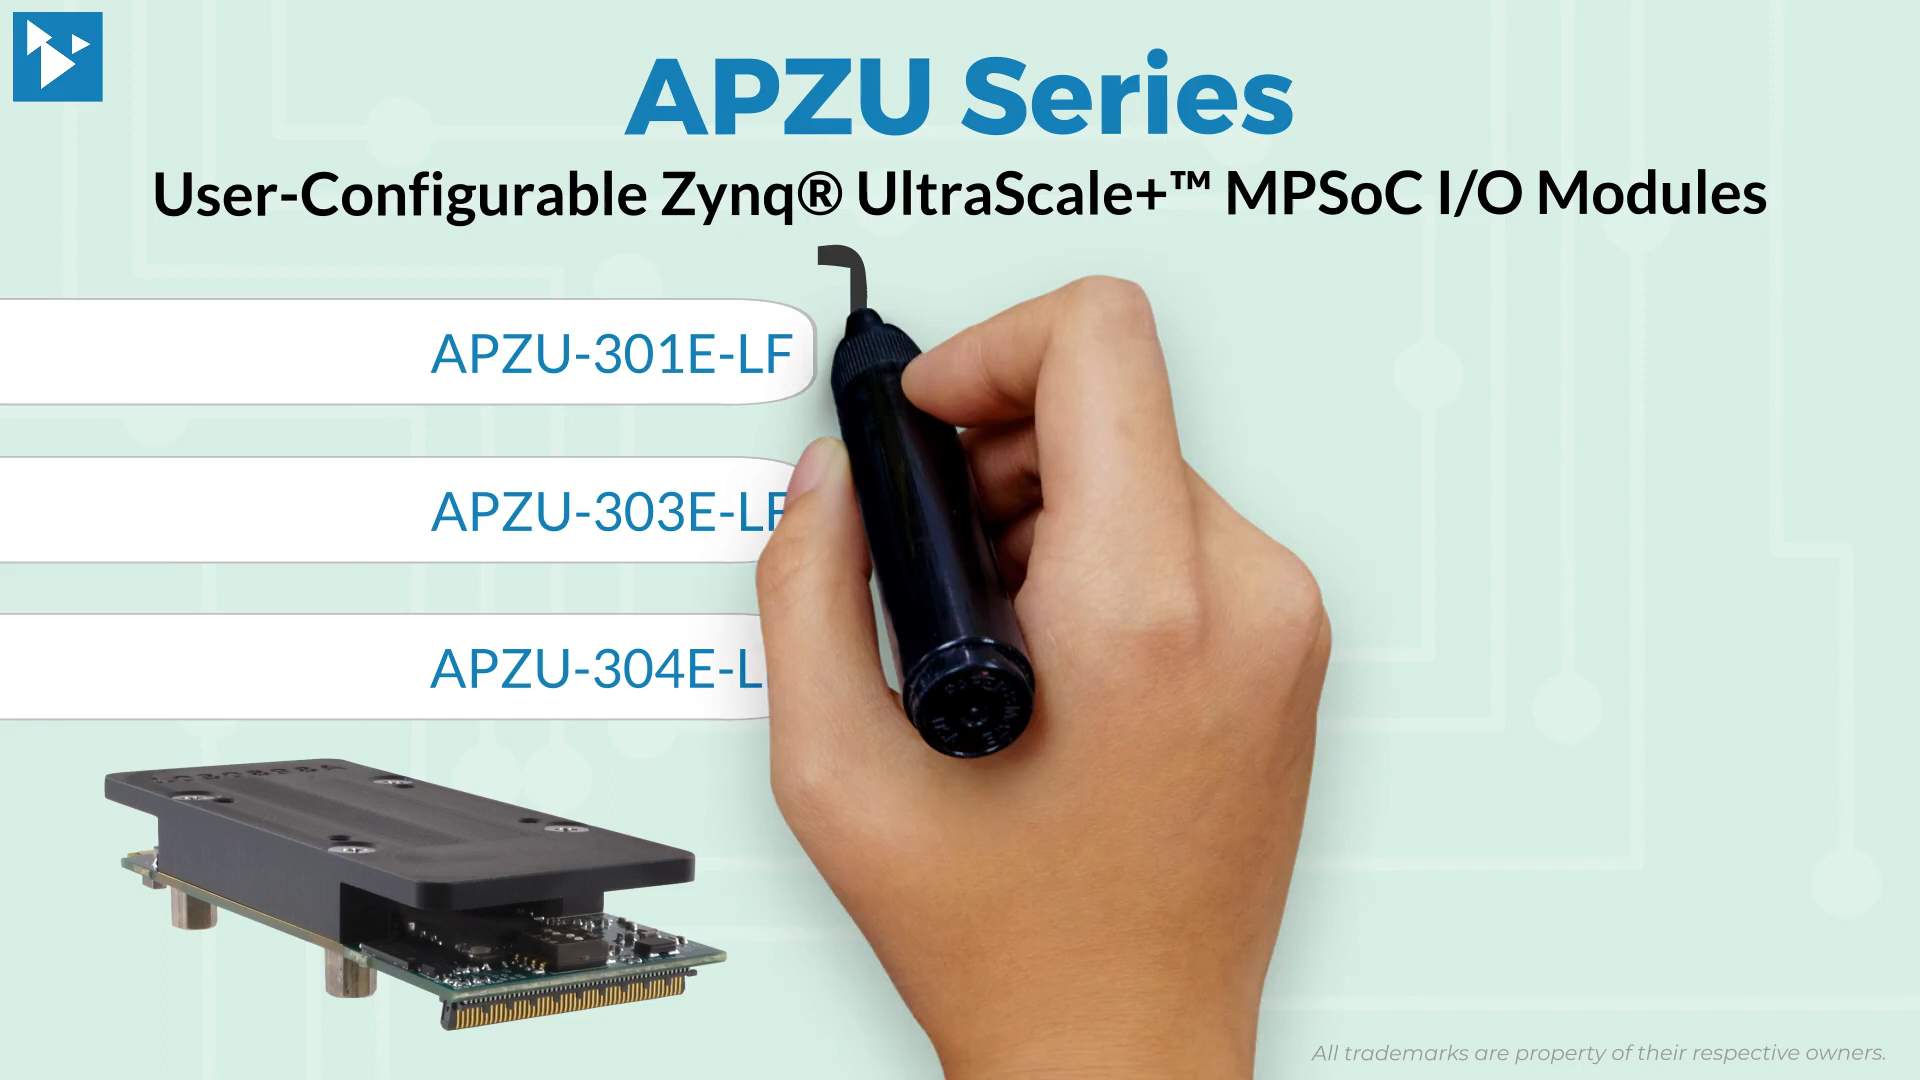 APZU Series
User-Configurable Zynq® UltraScale+™ MPSoC I/O Modules
APZU-301E-LF
APZU-303E-LF
APZU-304E-L
All trademarks are property of their respective owners.